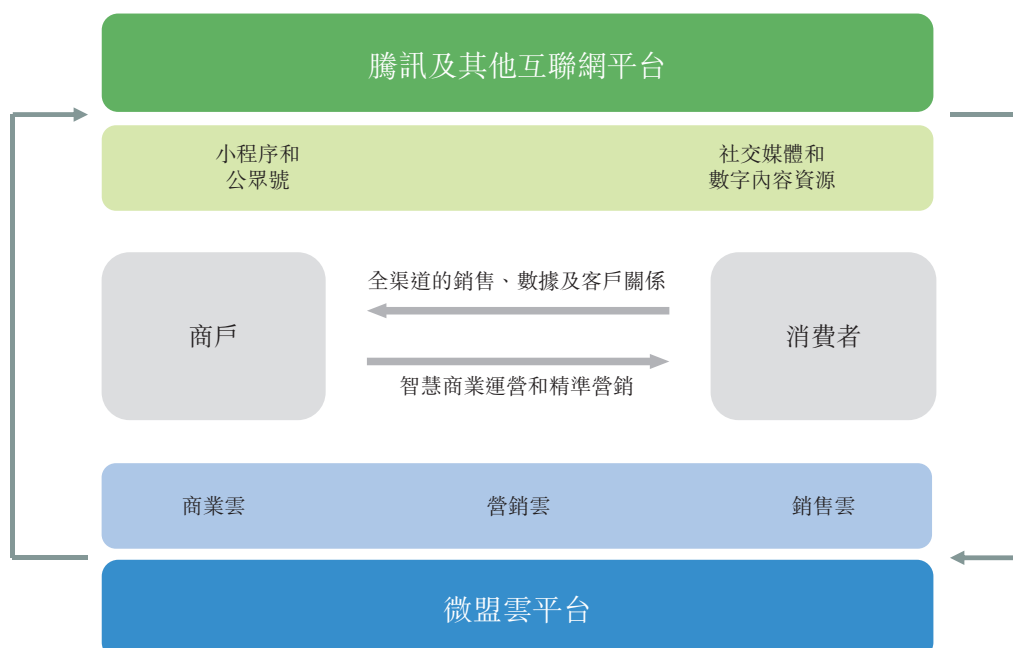 騰訊及其他互聯網平台
小程序和
公眾號
社交媒體和
數字內容資源
全渠道的銷售、數據及客戶關係
商戶
消費者
智慧商業運營和精準營銷
商業雲
營銷雲
銷售雲
微盟雲平台